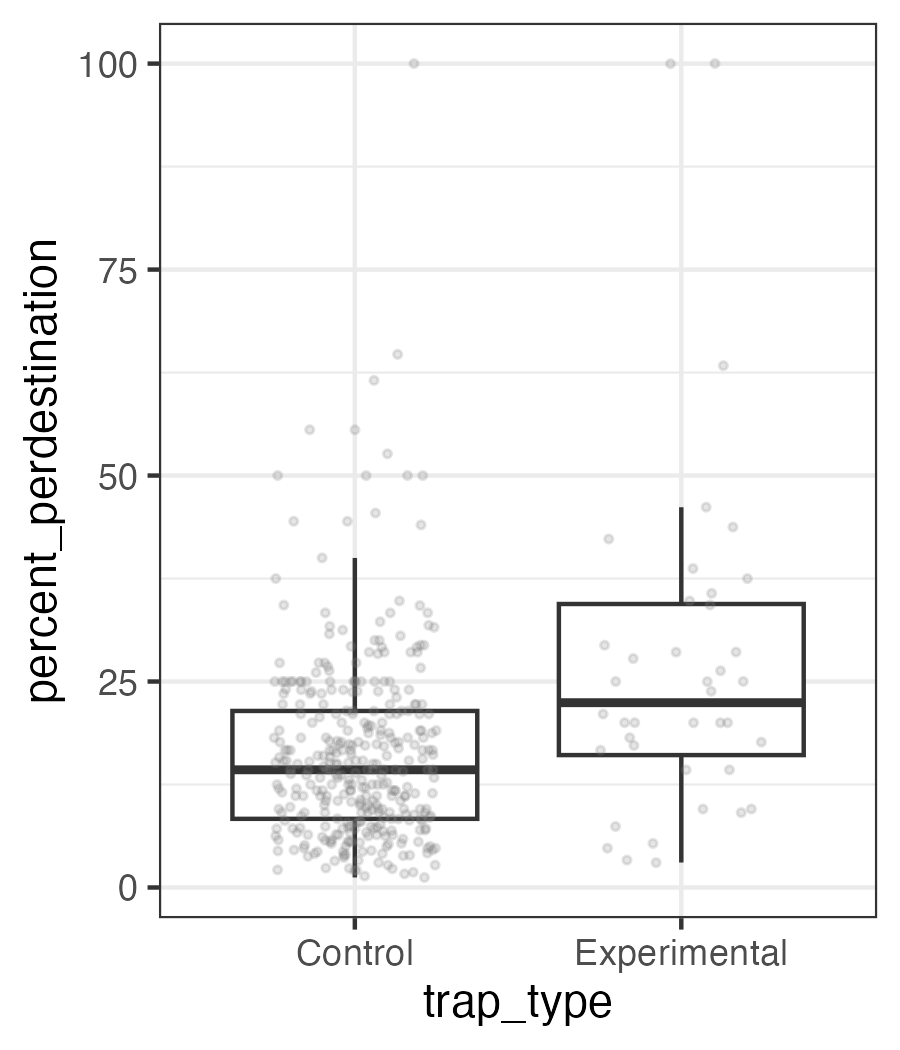 percent_perdestination
100
75
50
25
0
Control
Experimental
trap_type